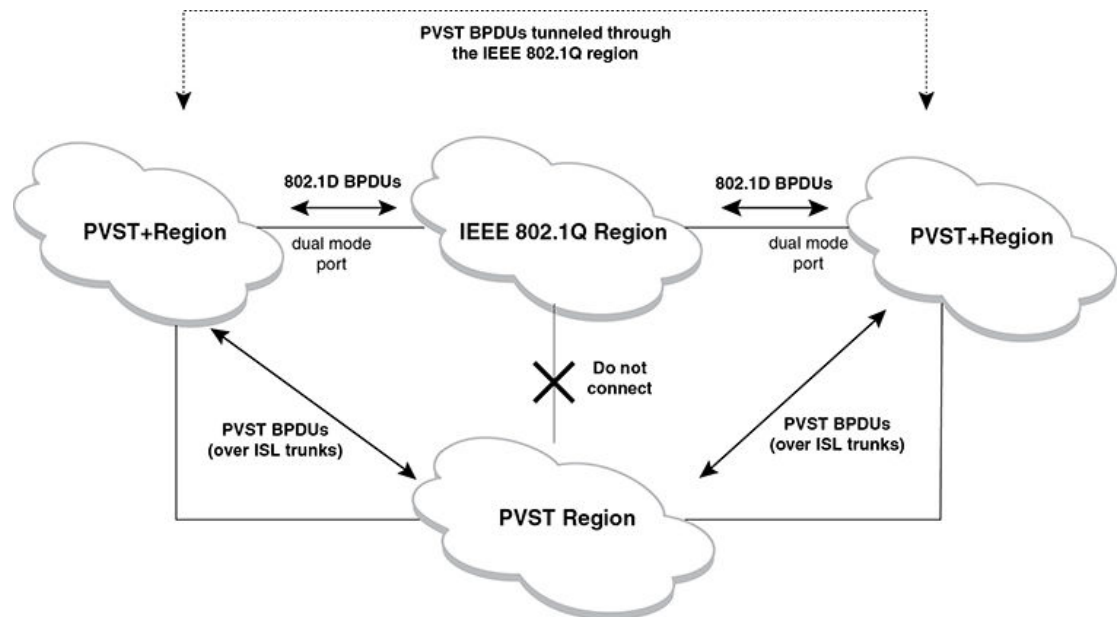 PVST BPDUs tunneled through
the IEEE 802.1Q region
802.1D BPDUs
802.1D BPDUs
PVST+Region
IEEE 802.1Q Region
PVST+Region
dual mode
port
dual mode
port
Do not
connect
PVST BPDUs
(over ISL trunks)
PVST BPDUs
(over ISL trunks)
PVST Region